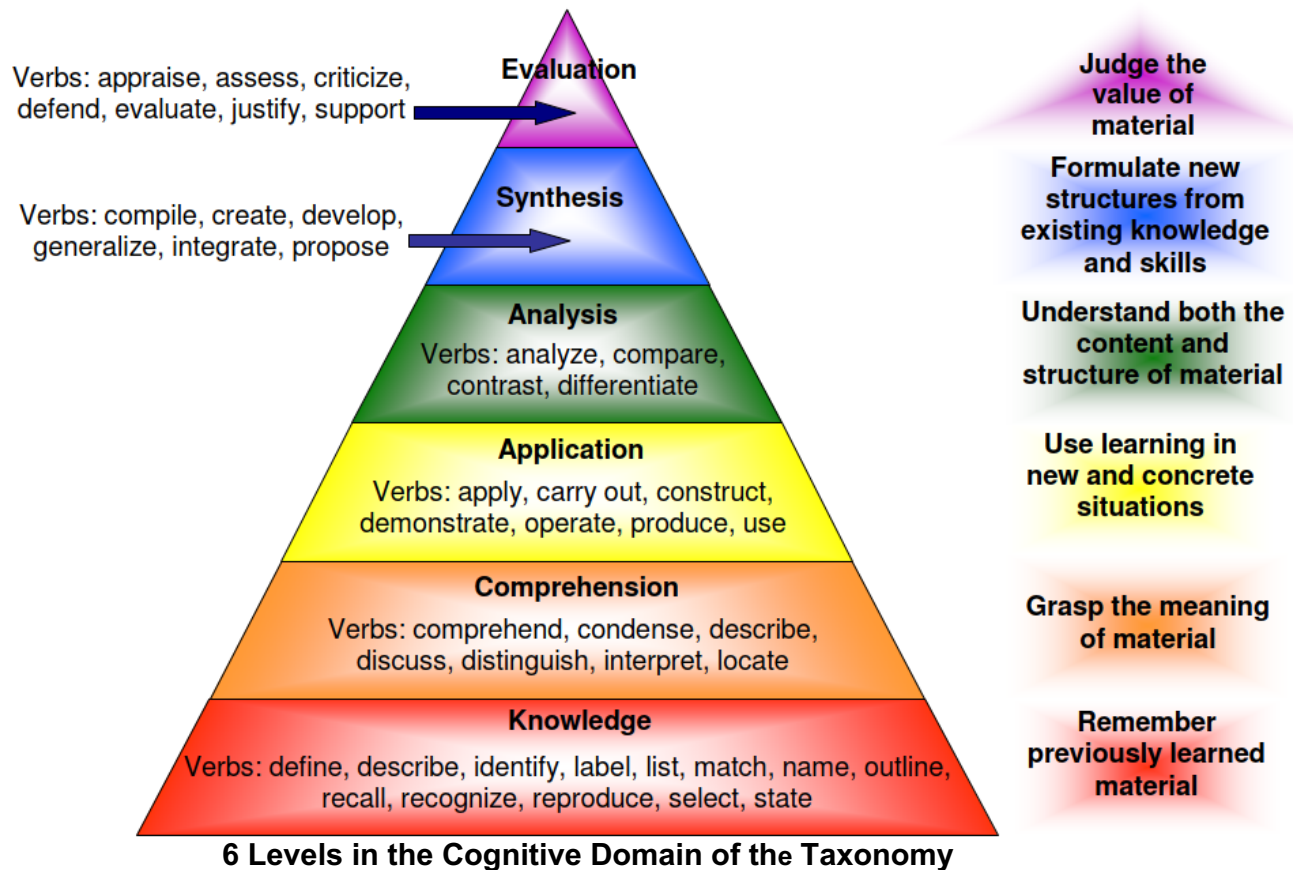 Verbs: appraise, assess, criticize,
defend, evaluate, justify, support
Evaluation
Judge the
value of
material
Verbs: compile, create, develop,
generalize, integrate, propose
Synthesis
Formulate new
structures from
existing knowledge
and skills
Analysis
Verbs: analyze, compare,
contrast, differentiate
Understand both the
content and
structure of material
Application
Verbs: apply, carry out, construct,
demonstrate, operate, produce, use
Use learning in
new and concrete
situations
Comprehension
Verbs: comprehend, condense, describe,
discuss, distinguish, interpret, locate
Grasp the meaning
of material
Knowledge
Verbs: define, describe, identify, label, list, match, name, outline,
recall, recognize, reproduce, select, state
Remember
previously learned
material
6 Levels in the Cognitive Domain of the Taxonomy